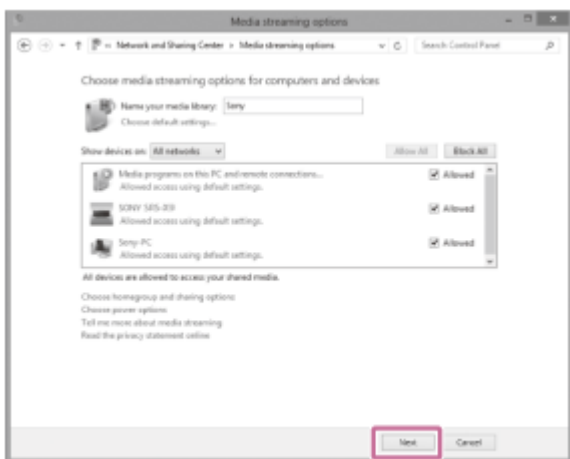 Media streaming options
« Network and Sharing Center > Media streaming options
Search Control Panel
Choose media streaming options for computers and devices
Name your media library: Sony
Choose default settings...
Show devices on: All networks
Allow All Block All
Media programs on this PC and remote connections... Allowed
Allowed access using default settings.
SONY Allowed
Allowed access using default settings.
Sony-PC Allowed
Allowed access using default settings.
All devices are allowed to access your shared media.
Choose homegroup and sharing options
Choose power options
Tell me more about media streaming
Read the privacy statement online
Next Cancel